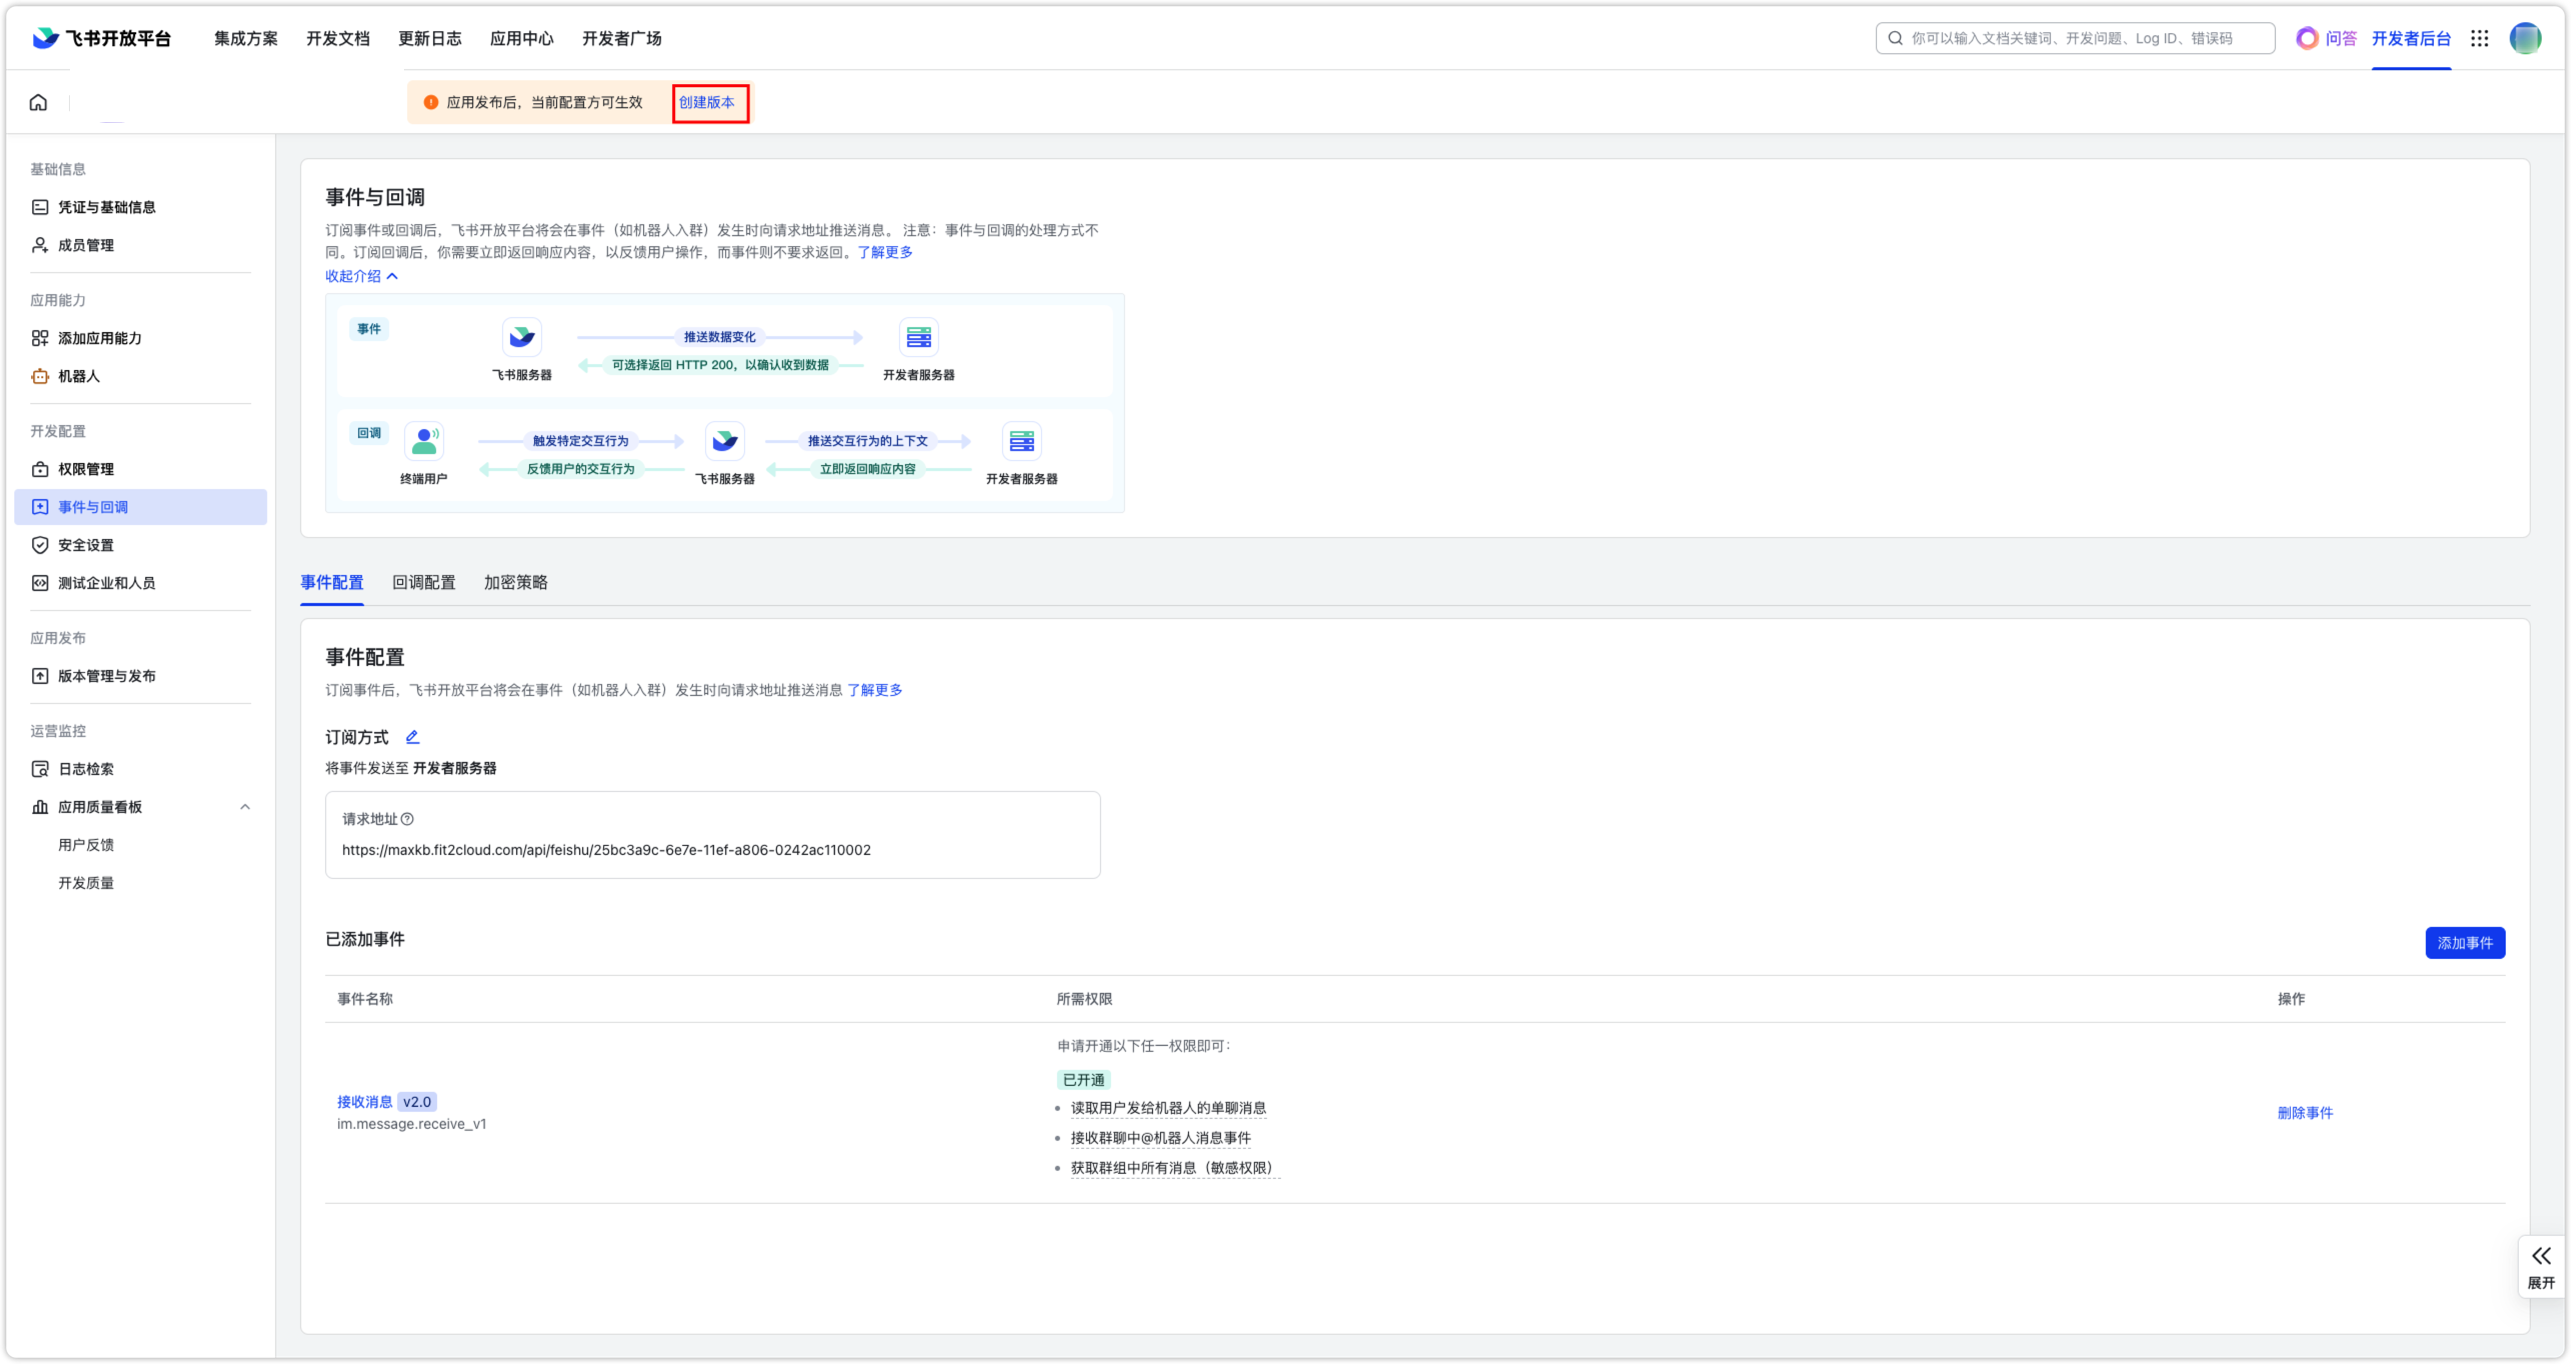 飞书开放平台
集成方案
开发文档
更新日志
应用中心
开发者广场
你可以输入文档关键词、开发问题、Log ID、错误码
问答
开发者后台
应用发布后，当前配置方可生效
创建版本
基础信息
凭证与基础信息
成员管理
应用能力
添加应用能力
机器人
开发配置
权限管理
事件与回调
安全设置
测试企业和人员
应用发布
版本管理与发布
运营监控
日志检索
应用质量看板
用户反馈
开发质量
事件与回调
订阅事件或回调后，飞书开放平台将会在事件（如机器人入群）发生时向请求地址推送消息。 注意：事件与回调的处理方式不
同。订阅回调后，你需要立即返回响应内容，以反馈用户操作，而事件则不要求返回。了解更多
收起介绍
事件
飞书服务器
推送数据变化
可选择返回 HTTP 200，以确认收到数据
开发者服务器
回调
终端用户
触发特定交互行为
反馈用户的交互行为
飞书服务器
推送交互行为的上下文
立即返回响应内容
开发者服务器
事件配置
回调配置
加密策略
事件配置
订阅事件后，飞书开放平台将会在事件（如机器人入群）发生时向请求地址推送消息 了解更多
订阅方式
将事件发送至 开发者服务器
请求地址
https://maxkb.fit2cloud.com/api/feishu/25bc3a9c-6e7e-11ef-a806-0242ac110002
已添加事件
添加事件
事件名称
所需权限
操作
接收消息 v2.0
im.message.receive_v1
申请开通以下任一权限即可：
已开通
读取用户发给机器人的单聊消息
接收群聊中@机器人消息事件
获取群组中所有消息（敏感权限）
删除事件
展开